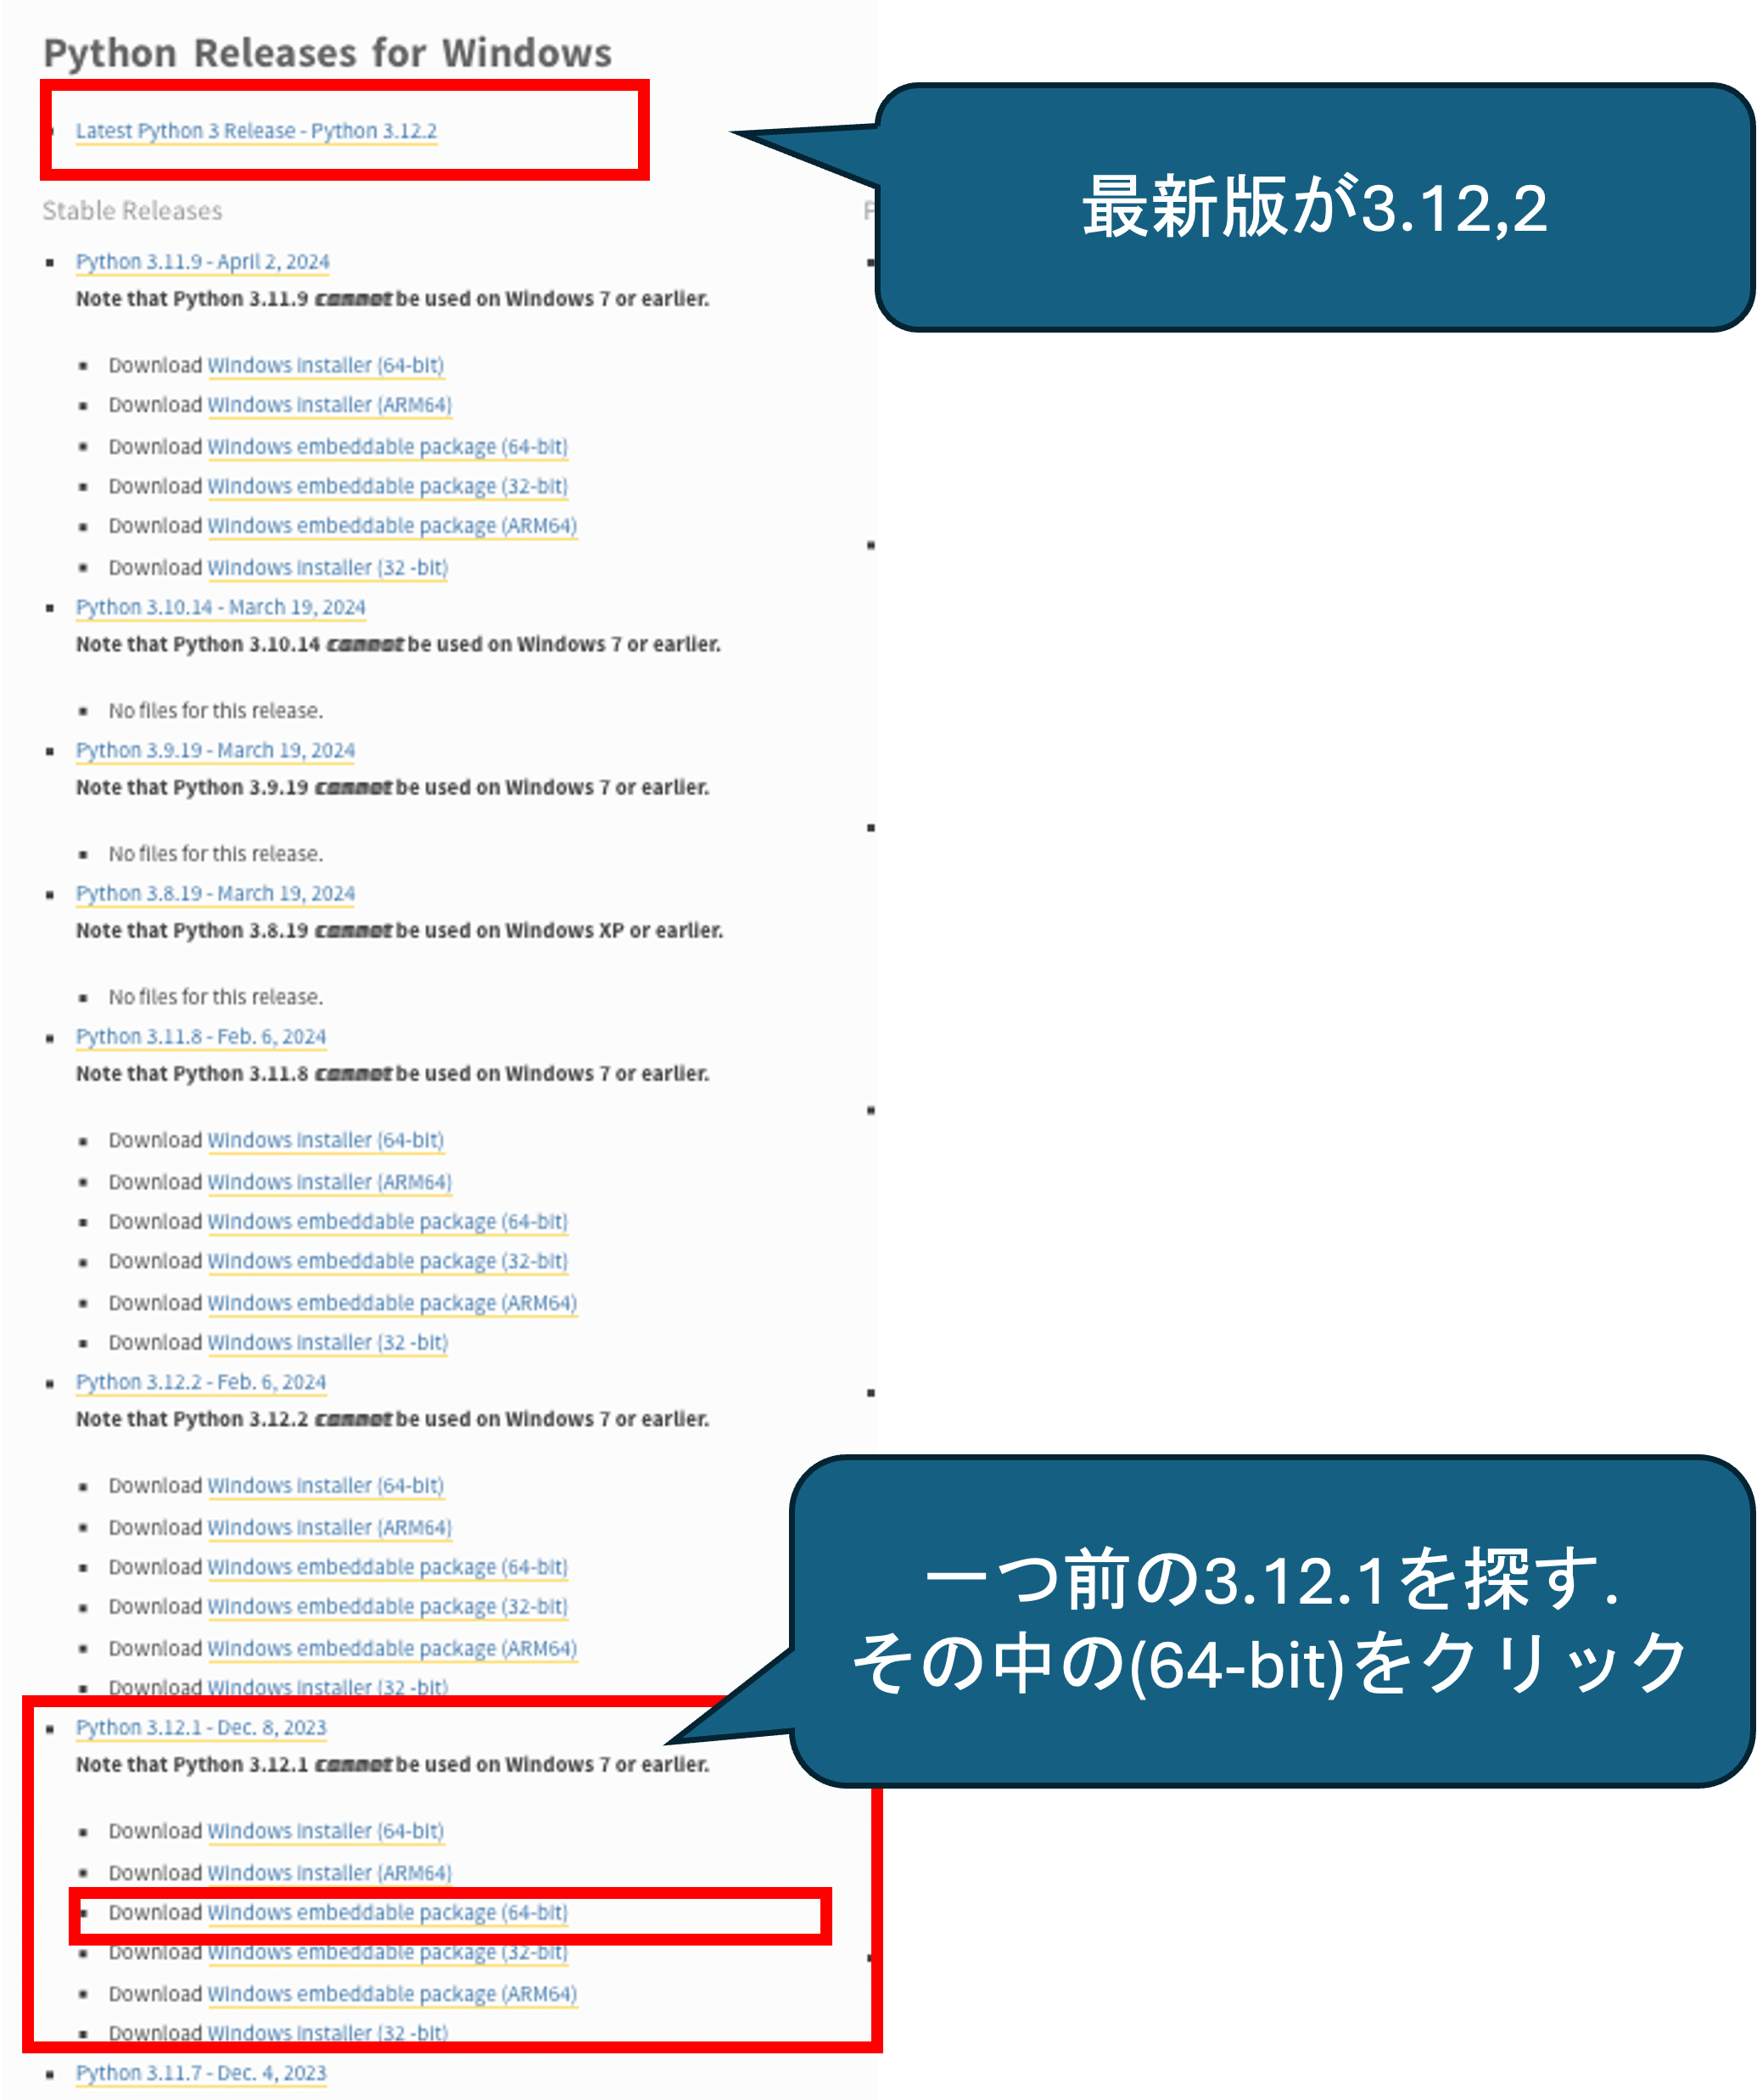 Python Releases for Windows
Latest Python 3 Release - Python 3.12.2
最新版が3.12,2
Stable Releases
Python 3.11.9 - April 2, 2024
Note that Python 3.11.9 cannot be used on Windows 7 or earlier.
Download Windows installer (64-bit)
Download Windows installer (ARM64)
Download Windows embeddable package (64-bit)
Download Windows embeddable package (32-bit)
Download Windows embeddable package (ARM64)
Download Windows installer (32 -bit)
Python 3.10.14 - March 19, 2024
Note that Python 3.10.14 cannot be used on Windows 7 or earlier.
No files for this release.
Python 3.9.19 - March 19, 2024
Note that Python 3.9.19 cannot be used on Windows 7 or earlier.
No files for this release.
Python 3.8.19 - March 19, 2024
Note that Python 3.8.19 cannot be used on Windows XP or earlier.
No files for this release.
Python 3.11.8 - Feb. 6, 2024
Note that Python 3.11.8 cannot be used on Windows 7 or earlier.
Download Windows installer (64-bit)
Download Windows installer (ARM64)
Download Windows embeddable package (64-bit)
Download Windows embeddable package (32-bit)
Download Windows embeddable package (ARM64)
Download Windows installer (32 -bit)
Python 3.12.2 - Feb. 6, 2024
Note that Python 3.12.2 cannot be used on Windows 7 or earlier.
Download Windows installer (64-bit)
Download Windows installer (ARM64)
Download Windows embeddable package (64-bit)
Download Windows embeddable package (32-bit)
Download Windows embeddable package (ARM64)
Download Windows installer (32 -bit)
一つ前の3.12.1を探す.
その中の(64-bit)をクリック
Python 3.12.1 - Dec. 8, 2023
Note that Python 3.12.1 cannot be used on Windows 7 or earlier.
Download Windows installer (64-bit)
Download Windows installer (ARM64)
Download Windows embeddable package (64-bit)
Download Windows embeddable package (32-bit)
Download Windows embeddable package (ARM64)
Download Windows installer (32 -bit)
Python 3.11.7 - Dec. 4, 2023